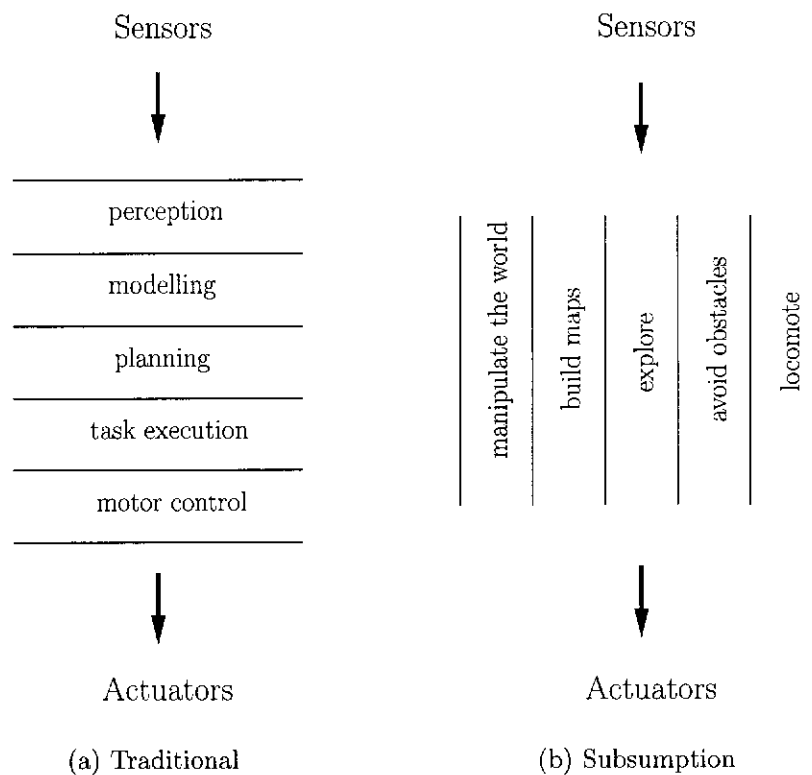 Sensors
perception
modelling
planning
task execution
motor control
Actuators
(a) Traditional
Sensors
manipulate the world
build maps
explore
avoid obstacles
locomote
Actuators
(b) Subsumption